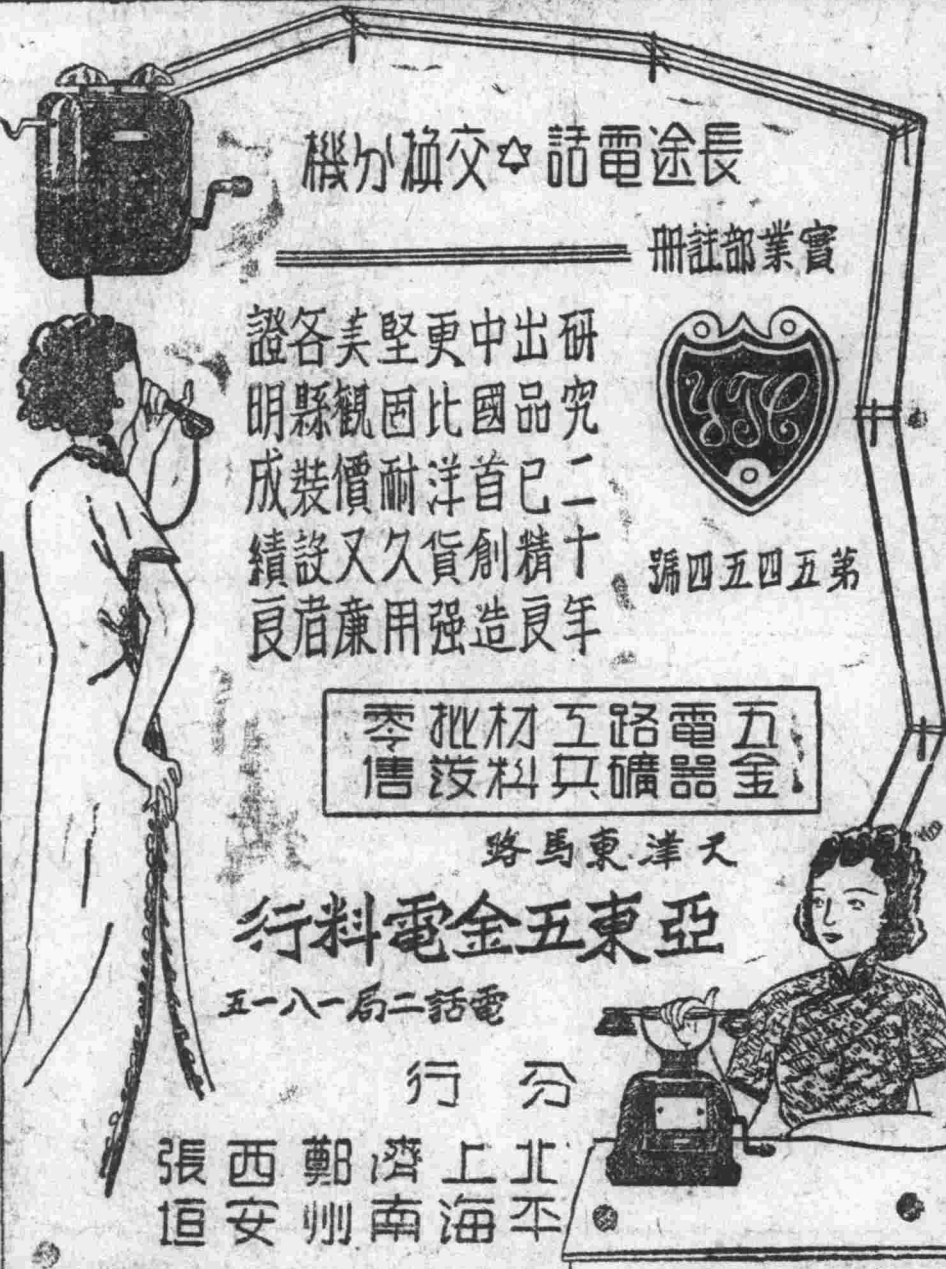 長途電話✡交換分機
實業部註冊
YTC
第五四五四號
研究二十年
出品已精良
中國首創造
更比洋貨強
堅固耐久用
美觀價又廉
各縣裝設者
證明成績良
五金
電器
路礦
工兵
材料
批發
零售
天津東馬路
亞東五金電料行
電話二局一八一五
分行
北平
上海
濟南
鄭州
西安
張垣